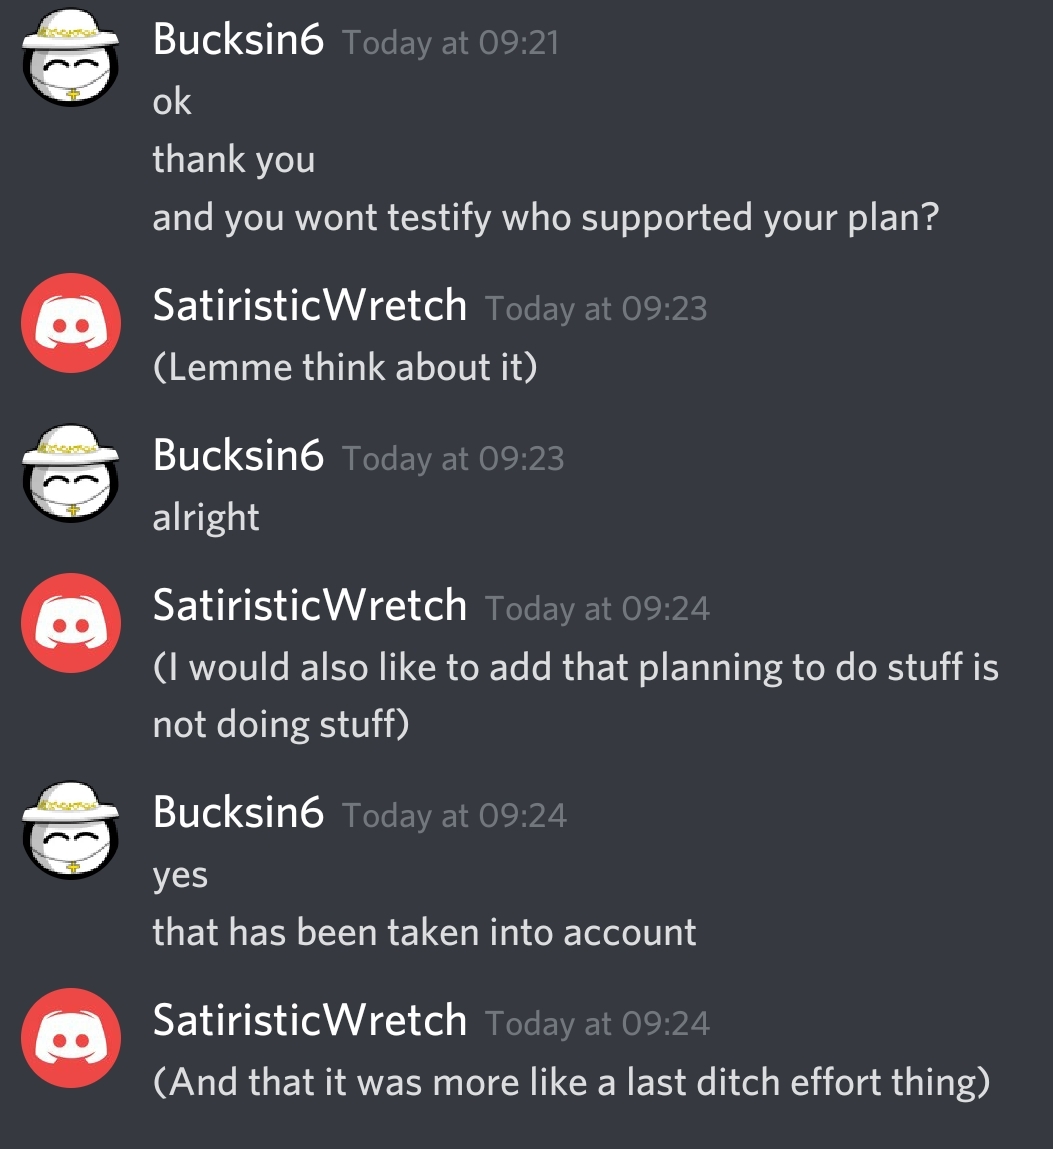 Bucksin6 Today at 09:21
ok
thank you
and you wont testify who supported your plan?
SatiristicWretch Today at 09:23
(Lemme think about it)
Bucksin6 Today at 09:23
alright
SatiristicWretch Today at 09:24
(I would also like to add that planning to do stuff is
not doing stuff)
Bucksin6 Today at 09:24
yes
that has been taken into account
SatiristicWretch Today at 09:24
(And that it was more like a last ditch effort thing)